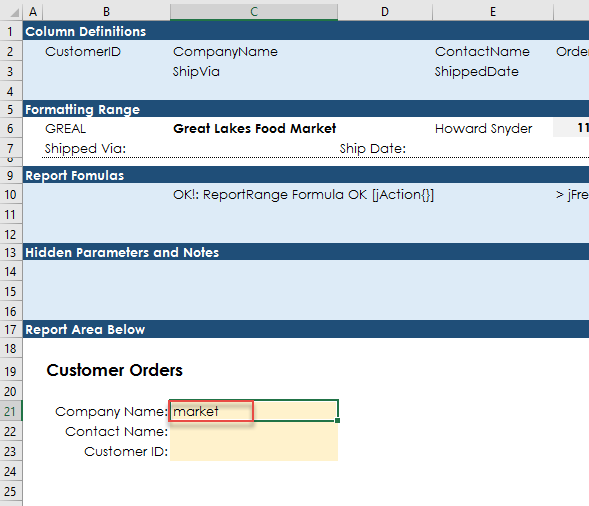 A B C D E
1 Column Definitions
2 CustomerID CompanyName ContactName Orde
3 ShipVia ShippedDate
4
5 Formatting Range
6 GREAL Great Lakes Food Market Howard Snyder 11
7 Shipped Via: Ship Date:
8
9 Report Fomulas
10 OK!: ReportRange Formula OK [jAction{}] > jFre
11
12
13 Hidden Parameters and Notes
14
15
16
17 Report Area Below
18
19 Customer Orders
20
21 Company Name: market
22 Contact Name:
23 Customer ID:
24
25